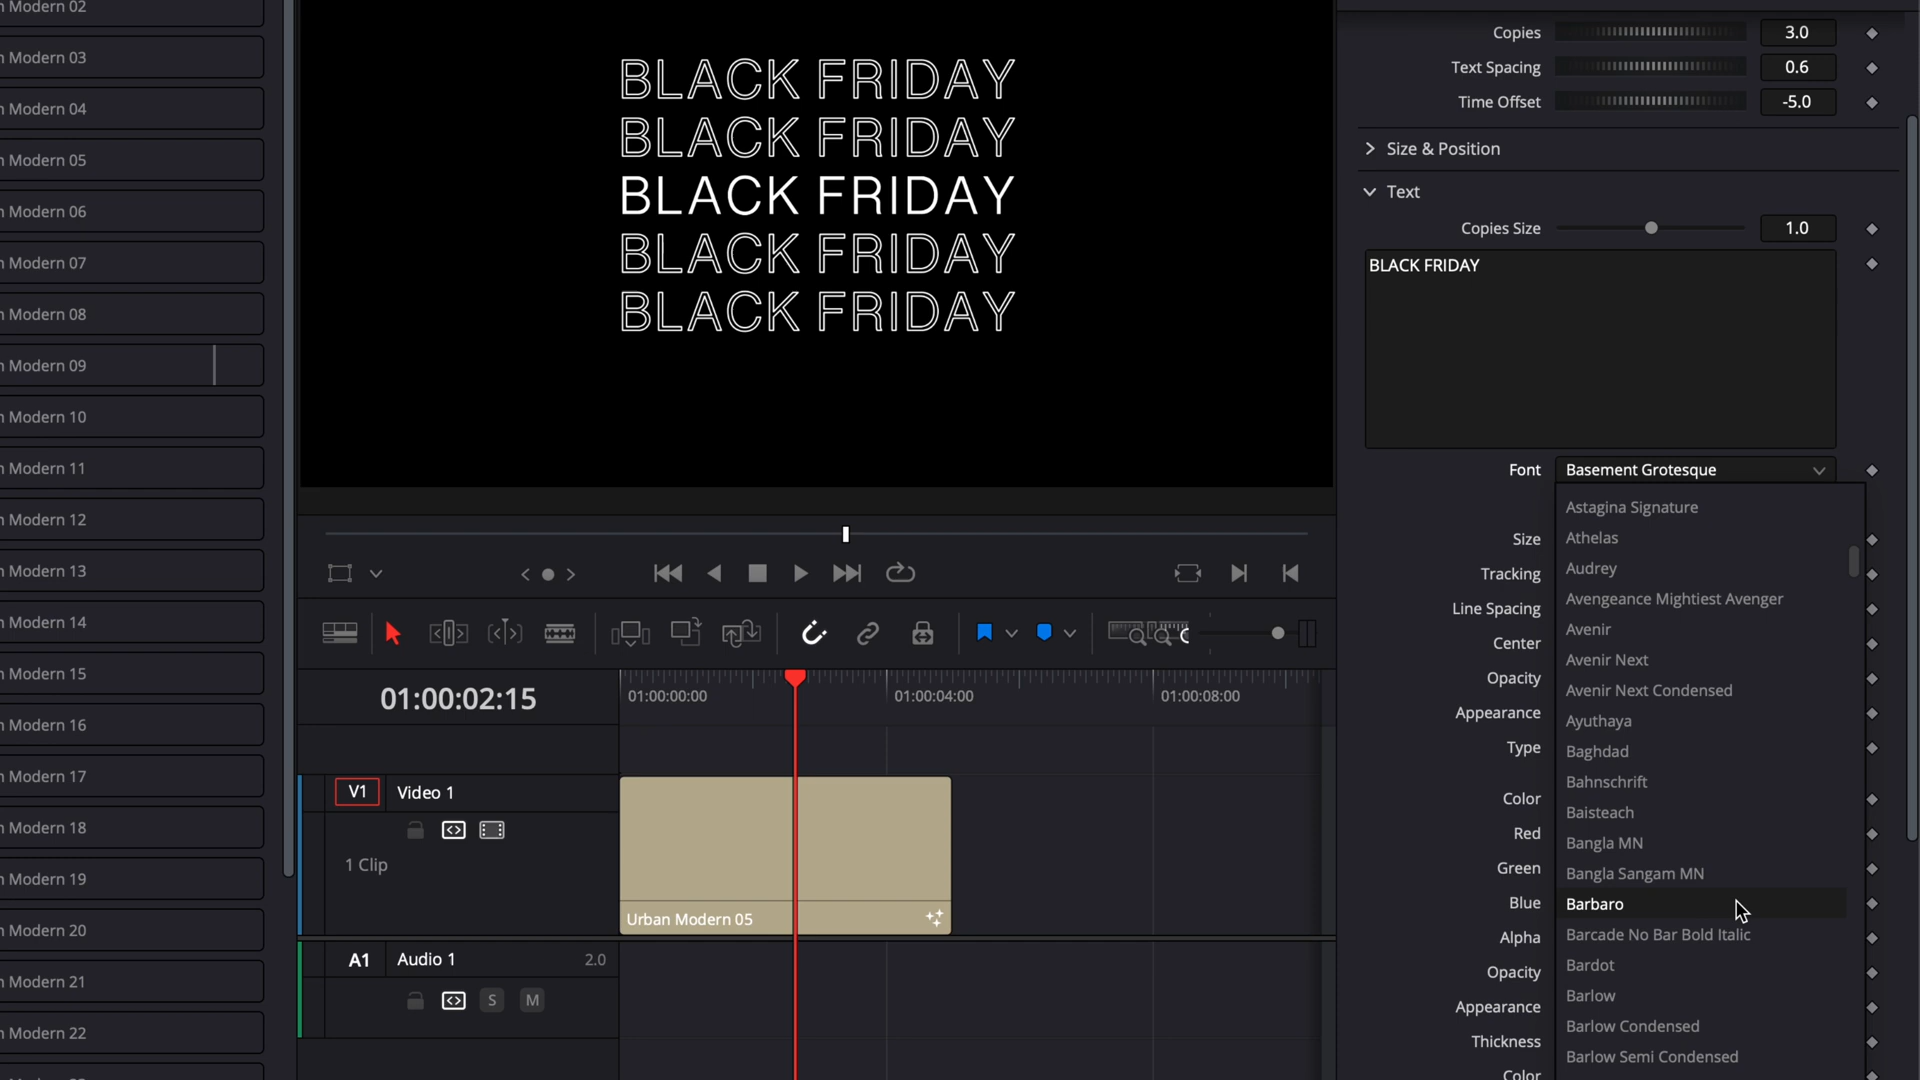 n Modern 02
n Modern 03
n Modern 04
n Modern 05
n Modern 06
n Modern 07
n Modern 08
n Modern 09
n Modern 10
n Modern 11
n Modern 12
n Modern 13
n Modern 14
n Modern 15
n Modern 16
n Modern 17
n Modern 18
n Modern 19
n Modern 20
n Modern 21
n Modern 22
BLACK FRIDAY
BLACK FRIDAY
BLACK FRIDAY
BLACK FRIDAY
BLACK FRIDAY
01:00:02:15
01:00:00:00
01:00:04:00
01:00:08:00
V1
Video 1
1 Clip
Urban Modern 05
A1
Audio 1
2.0
S
M
Copies
3.0
Text Spacing
0.6
Time Offset
-5.0
Size & Position
Text
Copies Size
1.0
BLACK FRIDAY
Font
Basement Grotesque
Size
Tracking
Line Spacing
Center
Opacity
Appearance
Type
Color
Red
Green
Blue
Alpha
Opacity
Appearance
Thickness
Color
Astagina Signature
Athelas
Audrey
Avengeance Mightiest Avenger
Avenir
Avenir Next
Avenir Next Condensed
Ayuthaya
Baghdad
Bahnschrift
Baisteach
Bangla MN
Bangla Sangam MN
Barbaro
Barcade No Bar Bold Italic
Bardot
Barlow
Barlow Condensed
Barlow Semi Condensed